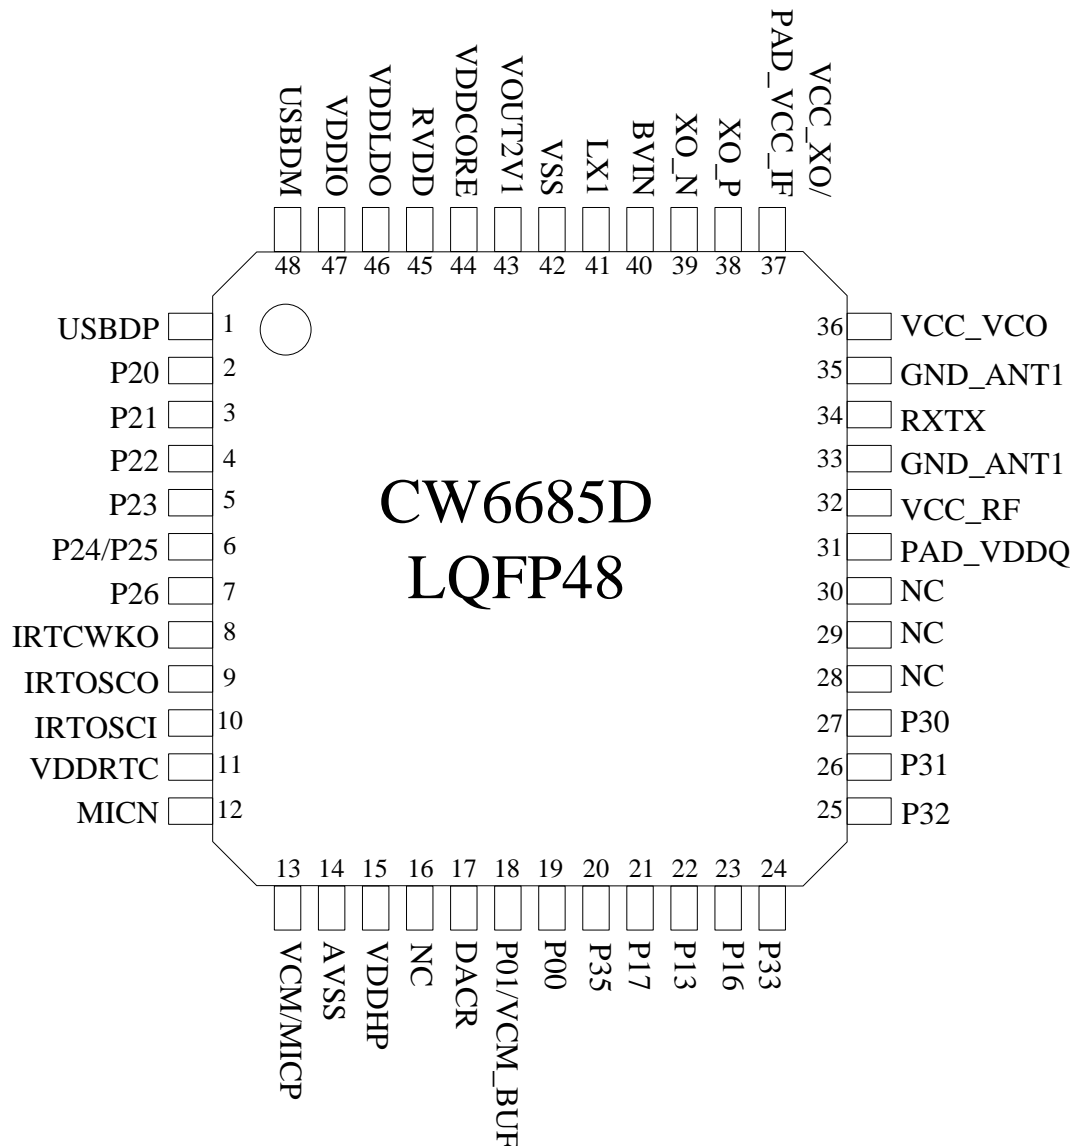 USBDM
VDDIO
VDDLDO
RVDD
VDDCORE
VOUT2V1
VSS
LX1
BVIN
XO_N
XO_P
VCC_XO/
PAD_VCC_IF
48 47 46 45 44 43 42 41 40 39 38 37
USBDP 1
P20 2
P21 3
P22 4
P23 5
P24/P25 6
P26 7
IRTCWKO 8
IRTOSCO 9
IRTOSCI 10
VDDRTC 11
MICN 12
CW6685D
LQFP48
36 VCC_VCO
35 GND_ANT1
34 RXTX
33 GND_ANT1
32 VCC_RF
31 PAD_VDDQ
30 NC
29 NC
28 NC
27 P30
26 P31
25 P32
13 14 15 16 17 18 19 20 21 22 23 24
VCM/MICP
AVSS
VDDHP
NC
DACR
P01/VCM_BUF
P00
P35
P17
P13
P16
P33